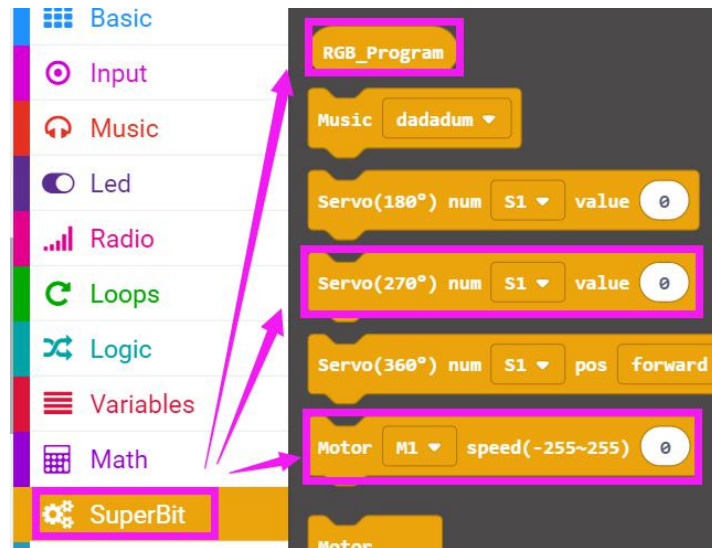 Basic
Input
Music
Led
Radio
Loops
Logic
Variables
Math
SuperBit
RGB_Program
Music dadadum
Servo(180°) num S1 value 0
Servo(270°) num S1 value 0
Servo(360°) num S1 pos forward
Motor M1 speed(-255~255) 0
Motor